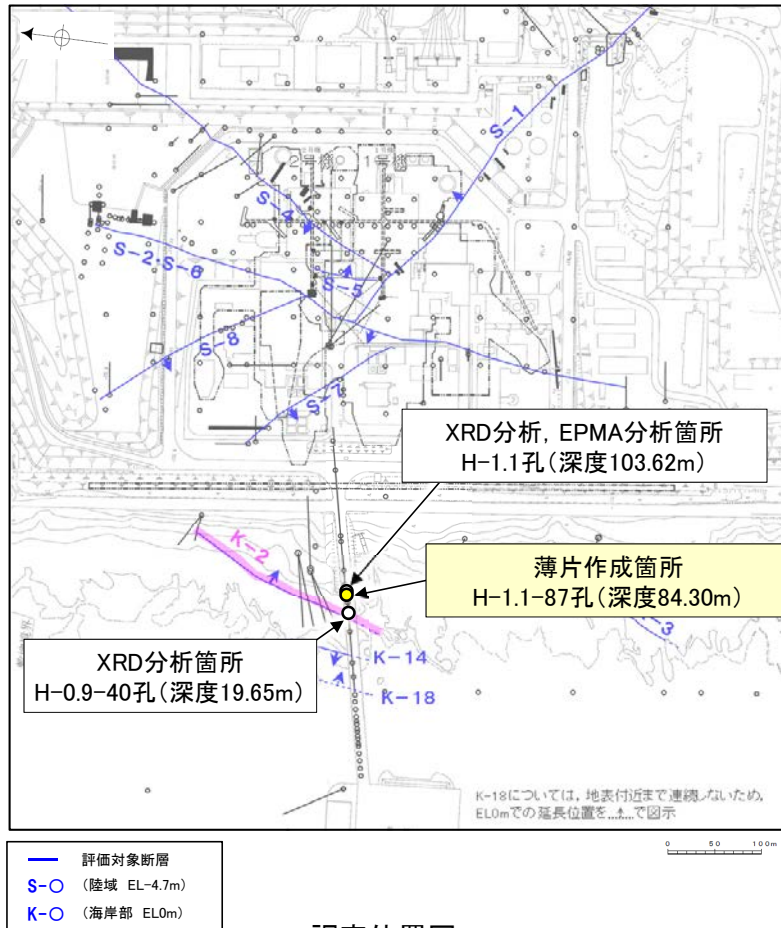 2号機
1号機
S-1
S-4
S-2・S-6
S-5
S-8
S-7
XRD分析, EPMA分析箇所
H-1.1孔(深度103.62m)
K-2
薄片作成箇所
H-1.1-87孔(深度84.30m)
XRD分析箇所
H-0.9-40孔(深度19.65m)
K-14
K-18
K-18については, 地表付近まで連続しないため,
EL0mでの延長位置を で図示
0 50 100m
評価対象断層
S-○ (陸域 EL-4.7m)
K-○ (海岸部 EL0m)